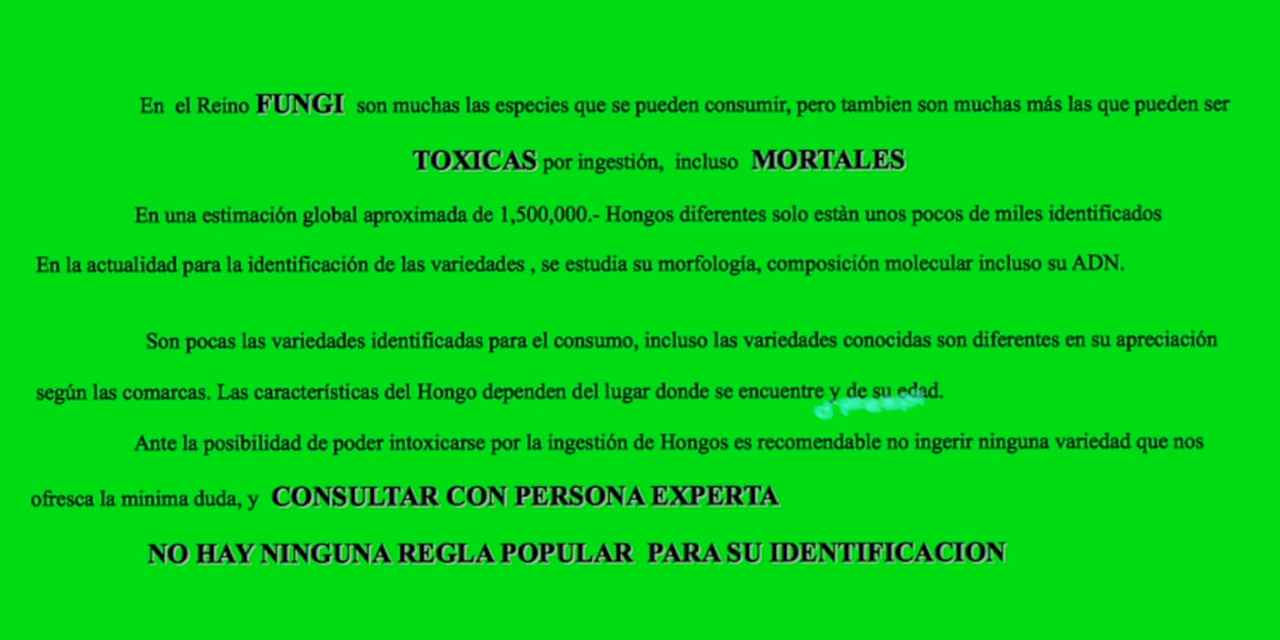 En el Reino FUNGI son muchas las especies que se pueden consumir, pero tambien son muchas más las que pueden ser
TOXICAS por ingestión, incluso MORTALES
En una estimación global aproximada de 1,500,000.- Hongos diferentes solo estàn unos pocos de miles identificados
En la actualidad para la identificación de las variedades , se estudia su morfología, composición molecular incluso su ADN.
Son pocas las variedades identificadas para el consumo, incluso las variedades conocidas son diferentes en su apreciación
según las comarcas. Las características del Hongo dependen del lugar donde se encuentre y de su edad.
Ante la posibilidad de poder intoxicarse por la ingestión de Hongos es recomendable no ingerir ninguna variedad que nos
ofresca la minima duda, y CONSULTAR CON PERSONA EXPERTA
NO HAY NINGUNA REGLA POPULAR PARA SU IDENTIFICACION